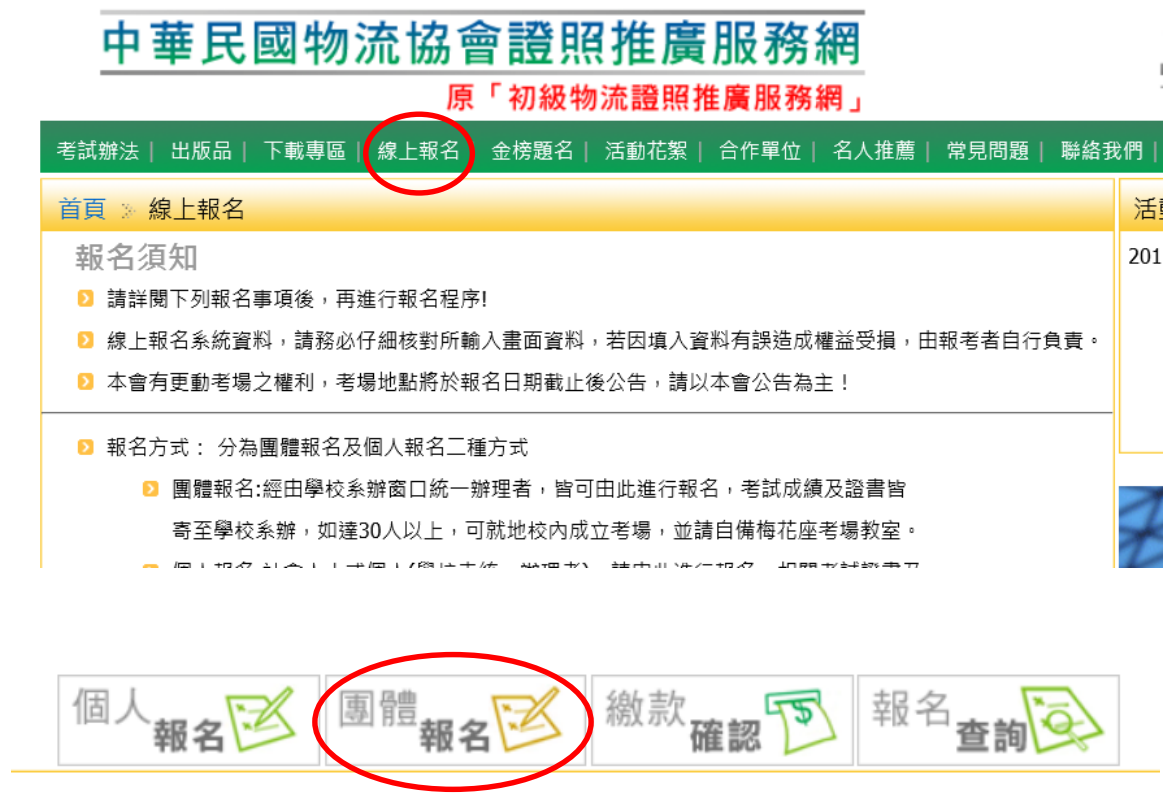 中華民國物流協會證照推廣服務網
原「初級物流證照推廣服務網」
考試辦法｜ 出版品｜ 下載專區｜ 線上報名 金榜題名｜ 活動花絮｜ 合作單位｜ 名人推薦｜ 常見問題｜ 聯絡我們｜
首頁 » 線上報名
活動
報名須知
201
請詳閱下列報名事項後，再進行報名程序!
線上報名系統資料，請務必仔細核對所輸入畫面資料，若因填入資料有誤造成權益受損，由報考者自行負責。
本會有更動考場之權利，考場地點將於報名日期截止後公告，請以本會公告為主！
報名方式： 分為團體報名及個人報名二種方式
團體報名:經由學校系辦窗口統一辦理者，皆可由此進行報名，考試成績及證書皆
寄至學校系辦，如達30人以上，可就地校內成立考場，並請自備梅花座考場教室。
個人報名
團體報名
繳款確認
報名查詢